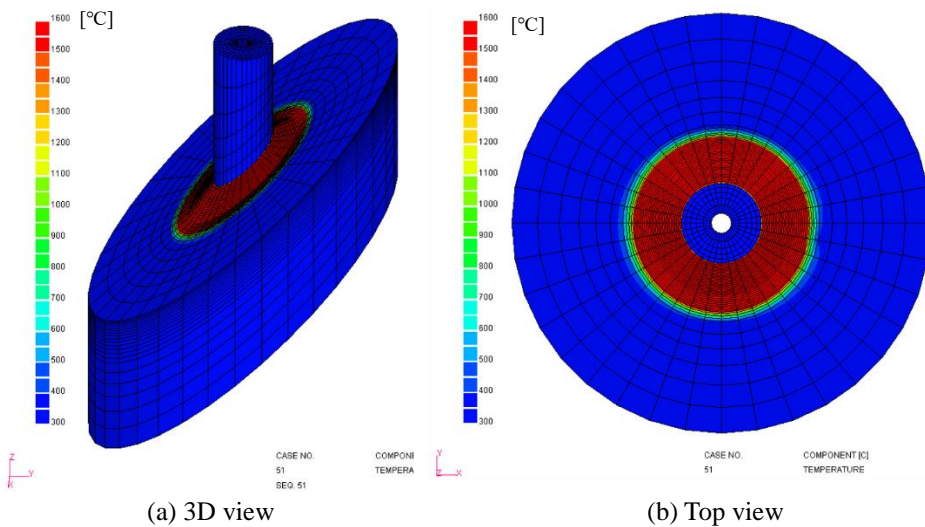 [℃]
1600
1500
1400
1300
1200
1100
1000
900
800
700
600
500
400
300
Z
Y
X
CASE NO. COMPONI
51 TEMPERA
SEQ. 51
(a) 3D view
[℃]
1600
1500
1400
1300
1200
1100
1000
900
800
700
600
500
400
300
Y
Z X
CASE NO. COMPONENT [C]
51 TEMPERATURE
(b) Top view